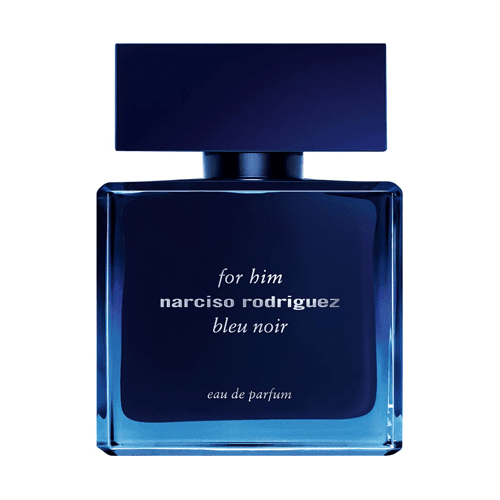 for him
narciso rodriguez
bleu noir
eau de parfum